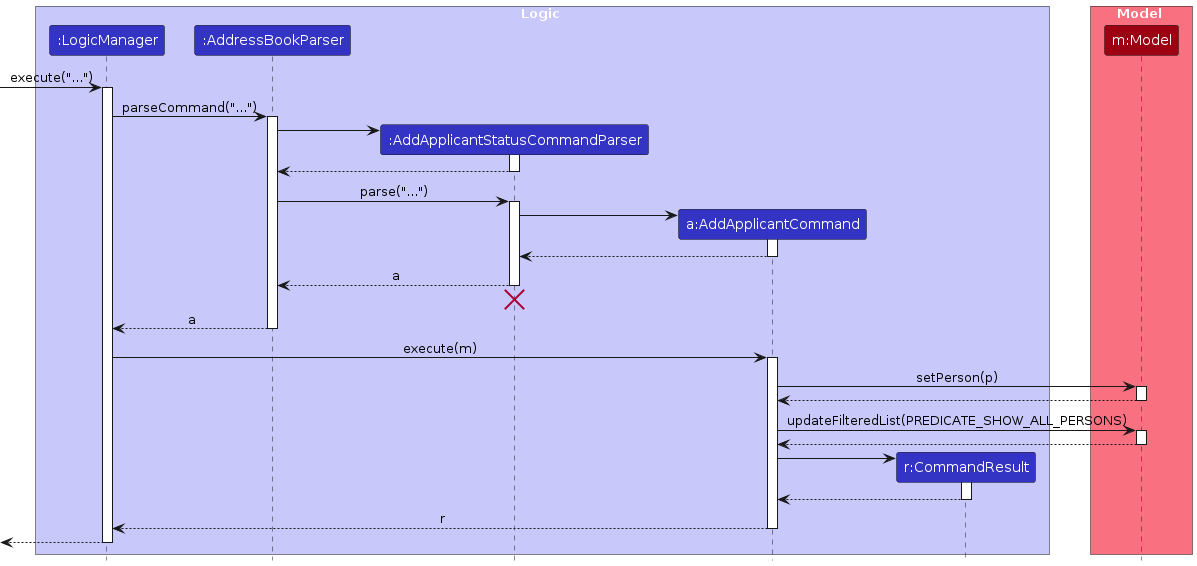 Logic
Model
:LogicManager
:AddressBookParser
m:Model
execute("...")
parseCommand("...")
:AddApplicantStatusCommandParser
parse("...")
a:AddApplicantCommand
a
a
execute(m)
setPerson(p)
updateFilteredList(PREDICATE_SHOW_ALL_PERSONS)
r:CommandResult
r